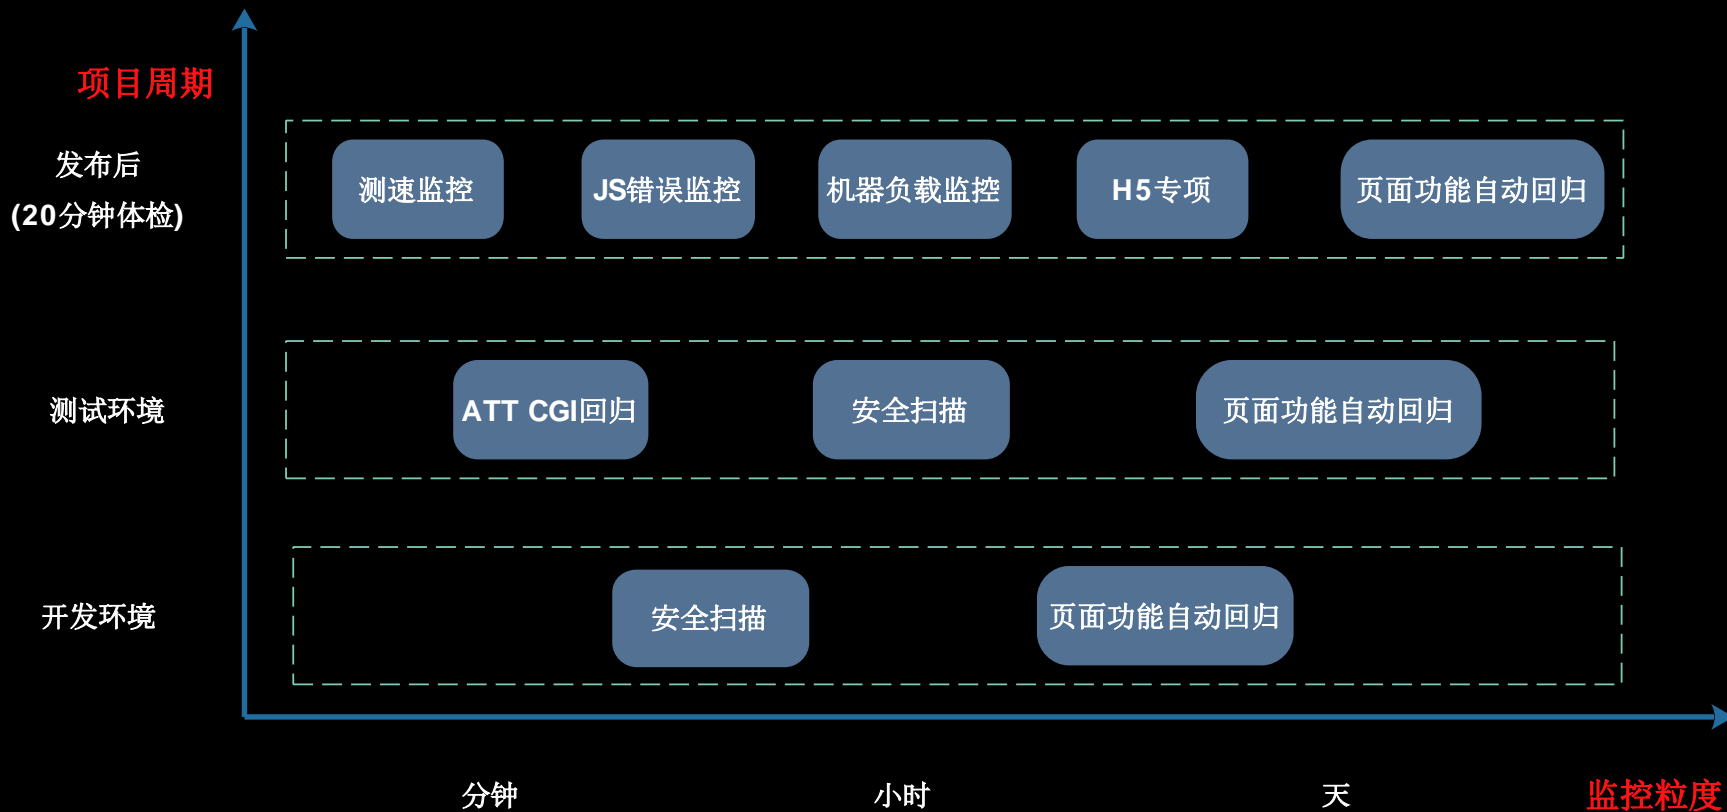 项目周期
发布后
(20分钟体检)
测速监控
JS错误监控
机器负载监控
H5专项
页面功能自动回归
测试环境
ATT CGI回归
安全扫描
页面功能自动回归
开发环境
安全扫描
页面功能自动回归
分钟
小时
天
监控粒度